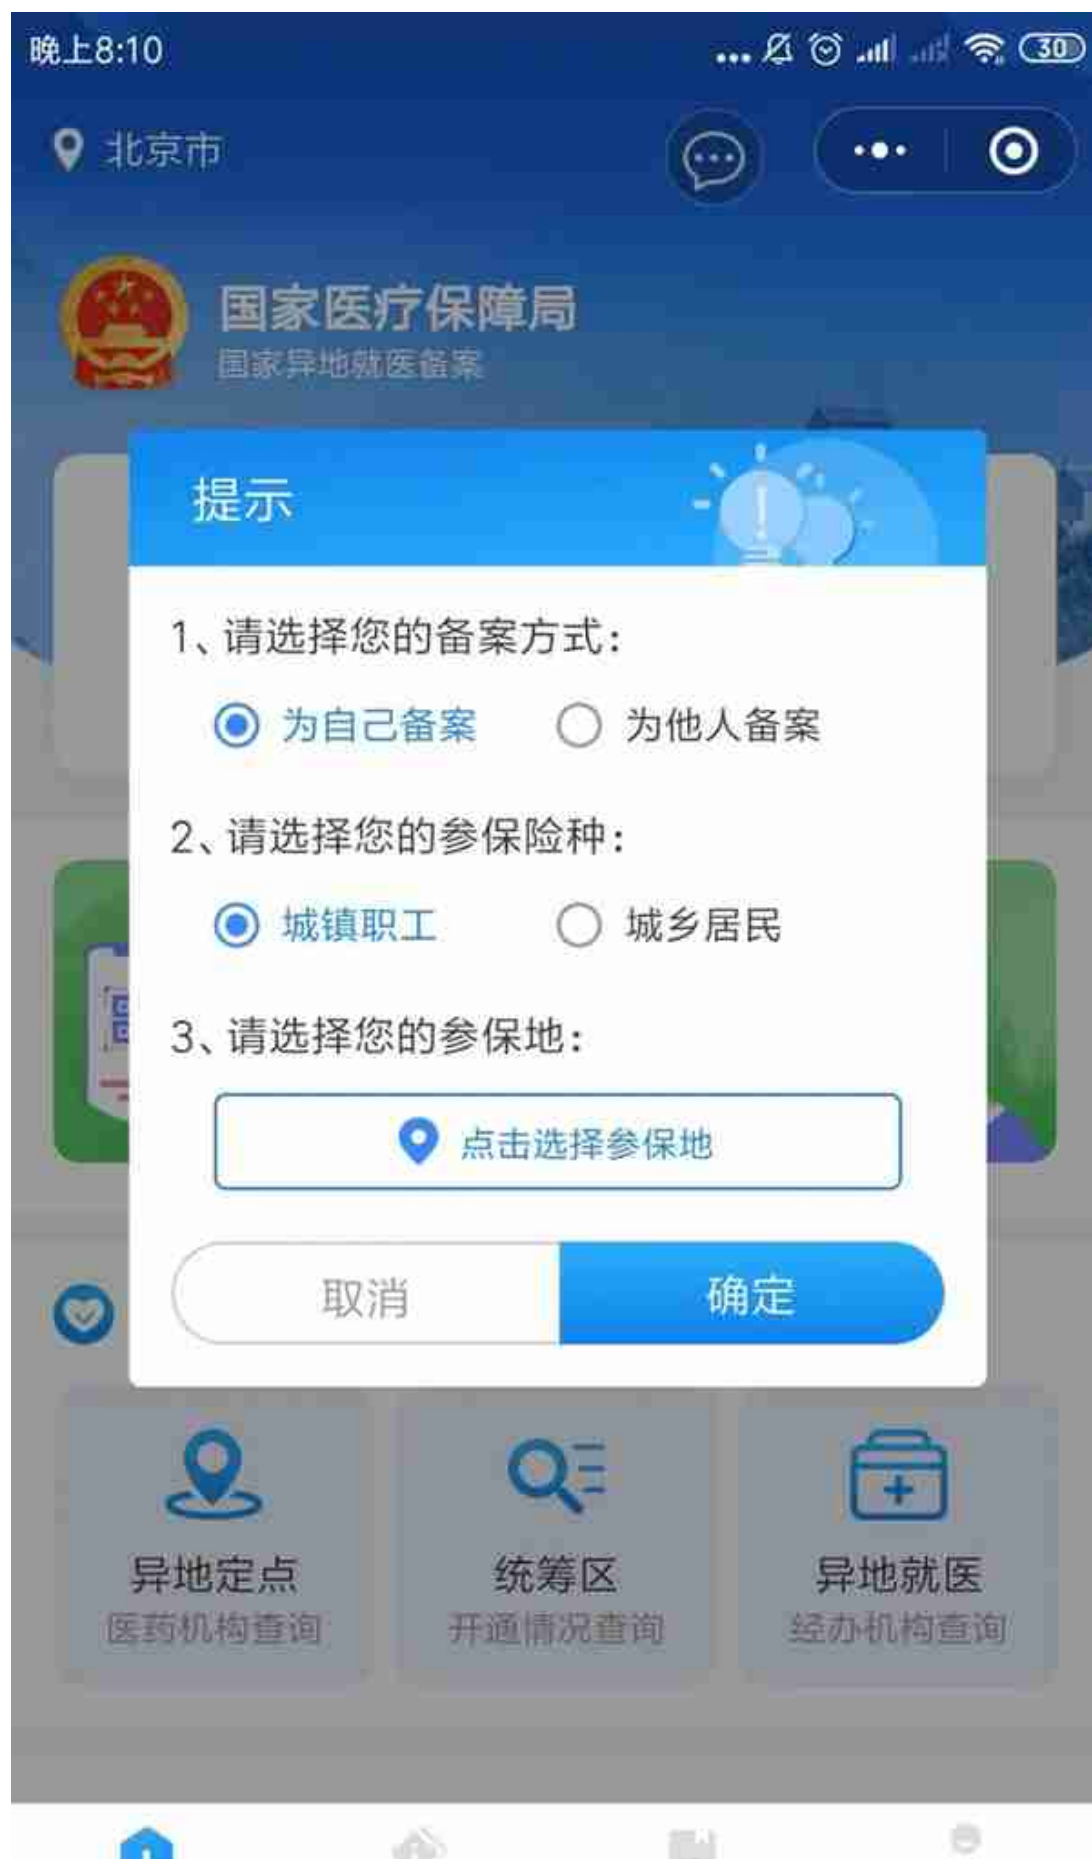 晚上8:10
30
北京市
国家医疗保障局
国家异地就医备案
提示
1、请选择您的备案方式:
为自己备案 为他人备案
2、请选择您的参保险种:
城镇职工 城乡居民
3、请选择您的参保地:
点击选择参保地
取消 确定
异地定点 统筹区 异地就医
医药机构查询 开通情况查询 经办机构查询